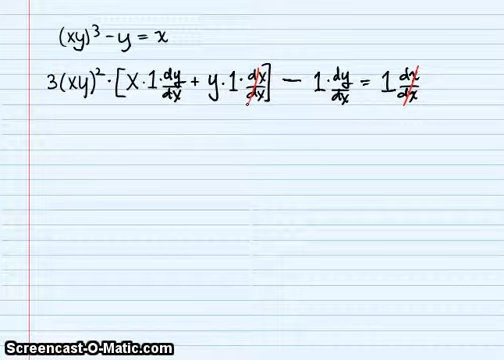 (xy)³ - y = x
3(xy)² · [x · 1 · dy/dx + y · 1 · dx/dx] - 1 · dy/dx = 1 dx/dx
Screencast-O-Matic.com